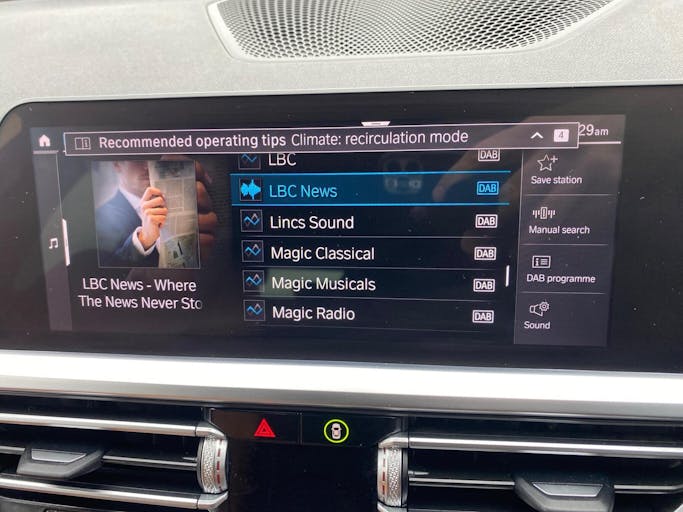 Recommended operating tips Climate: recirculation mode
4
29am
LBC DAB
LBC News DAB
Lincs Sound DAB
Magic Classical DAB
Magic Musicals DAB
Magic Radio DAB
LBC News - Where
The News Never Sto
Save station
Manual search
DAB programme
Sound